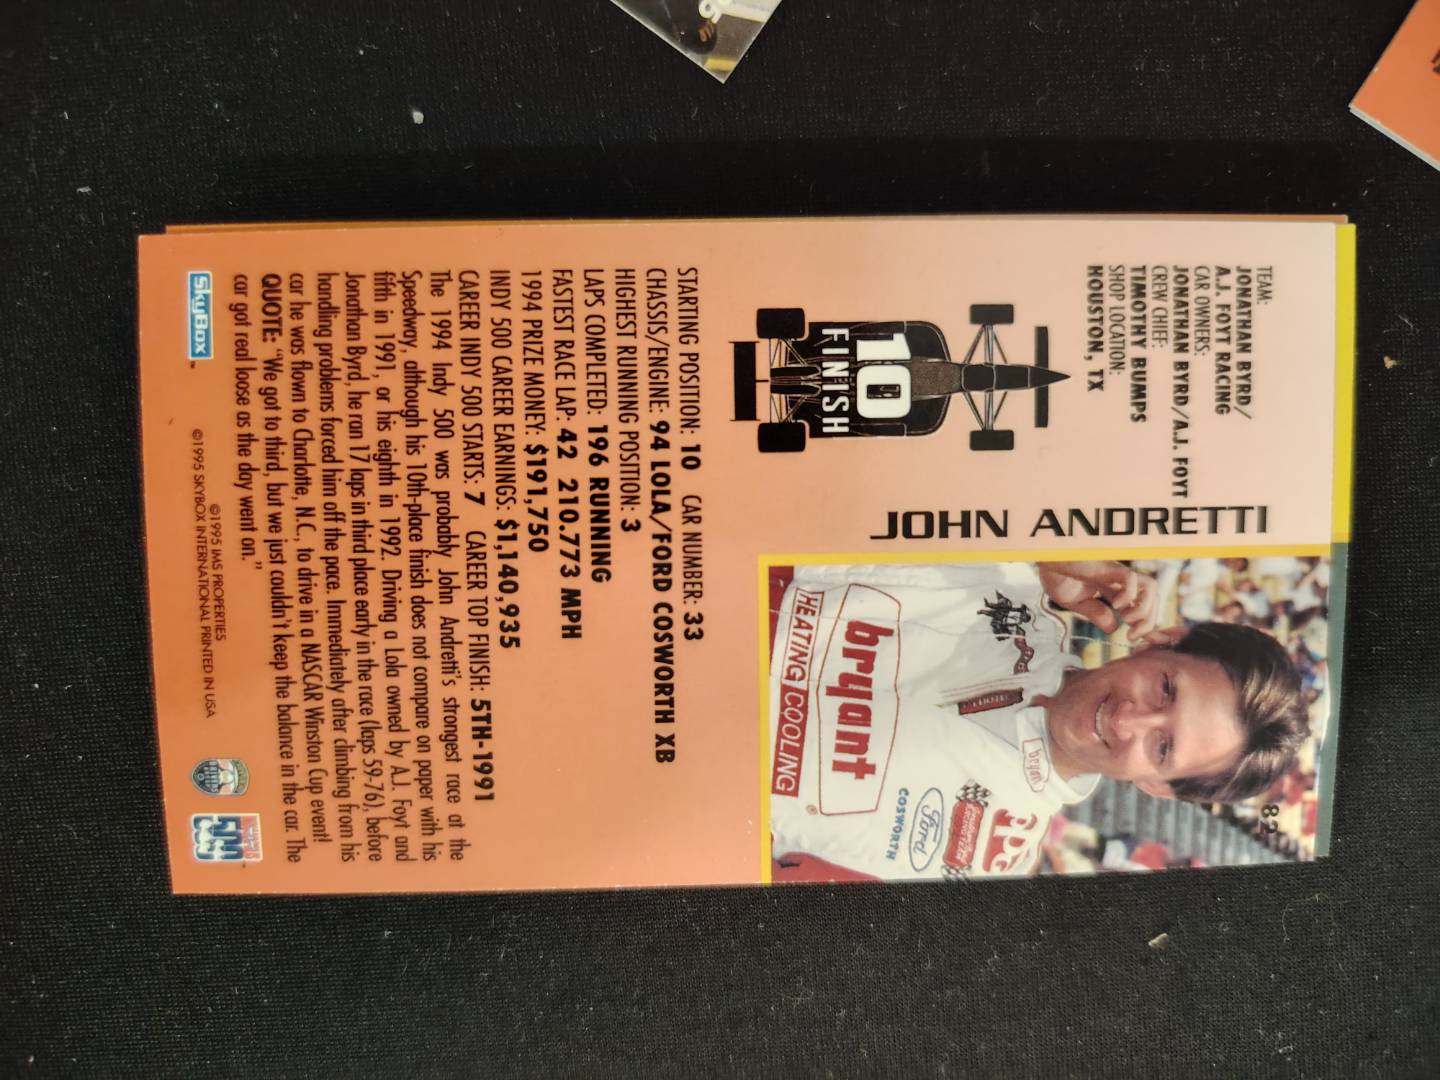 82
TEAM:
JONATHAN BYRD/
A.J. FOYT RACING
CAR OWNERS:
JONATHAN BYRD/A.J. FOYT
CREW CHIEF:
TIMOTHY BUMPS
SHOP LOCATION:
HOUSTON, TX
JOHN ANDRETTI
10
FINISH
bryan
bryant
HEATING COOLING
PPG
Ford
COSWORTH
STARTING POSITION: 10 CAR NUMBER: 33
CHASSIS/ENGINE: 94 LOLA/FORD COSWORTH XB
HIGHEST RUNNING POSITION: 3
LAPS COMPLETED: 196 RUNNING
FASTEST RACE LAP: 42 210.773 MPH
1994 PRIZE MONEY: $191,750
INDY 500 CAREER EARNINGS: $1,140,935
CAREER INDY 500 STARTS: 7 CAREER TOP FINISH: 5TH-1991
The 1994 Indy 500 was probably John Andretti's strongest race at the
Speedway, although his 10th-place finish does not compare on paper with his
fifth in 1991, or his eighth in 1992. Driving a Lola owned by A.J. Foyt and
Jonathan Byrd, he ran 17 laps in third place early in the race (laps 59-76), before
handling problems forced him off the pace. Immediately after climbing from his
car he was flown to Charlotte, N.C., to drive in a NASCAR Winston Cup event!
QUOTE: "We got to third, but we just couldn't keep the balance in the car. The
car got real loose as the day went on."
SkyBox™
©1995 IMS PROPERTIES
©1995 SKYBOX INTERNATIONAL PRINTED IN USA
500